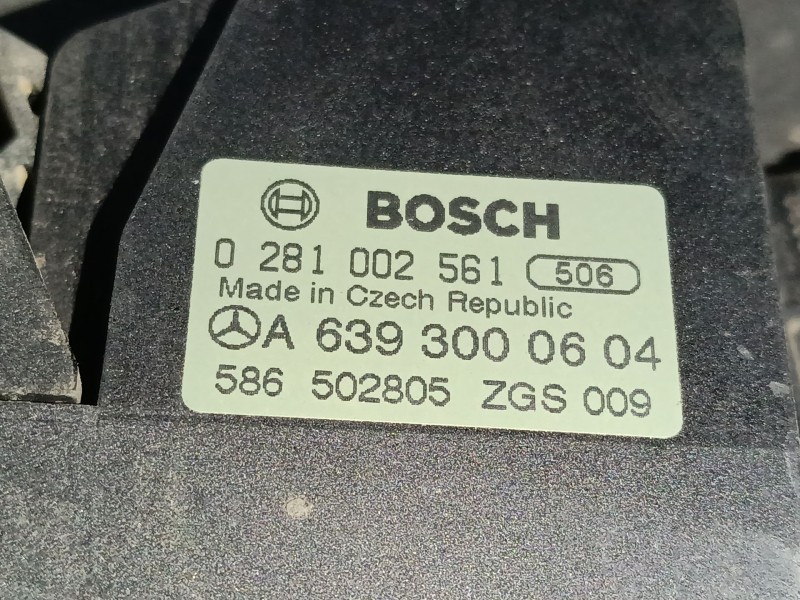 BOSCH
0 281 002 561 506
Made in Czech Republic
A 639 300 06 04
586 502805 ZGS 009